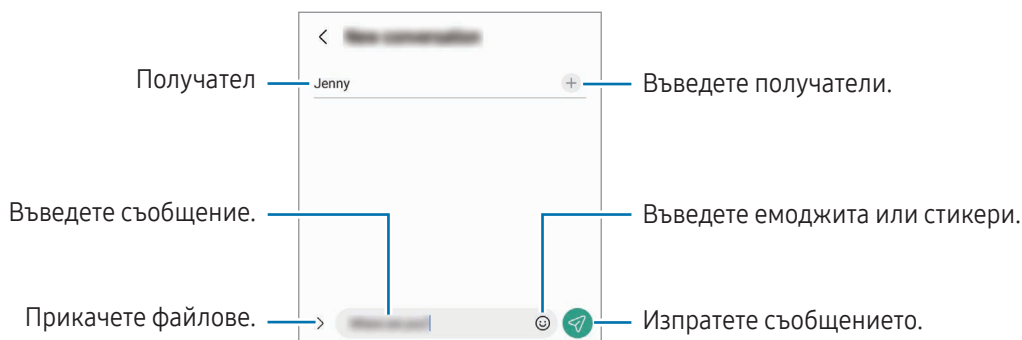 Получател
Jenny
Въведете получатели.
Въведете съобщение.
Въведете емоджита или стикери.
Прикачете файлове.
Изпратете съобщението.